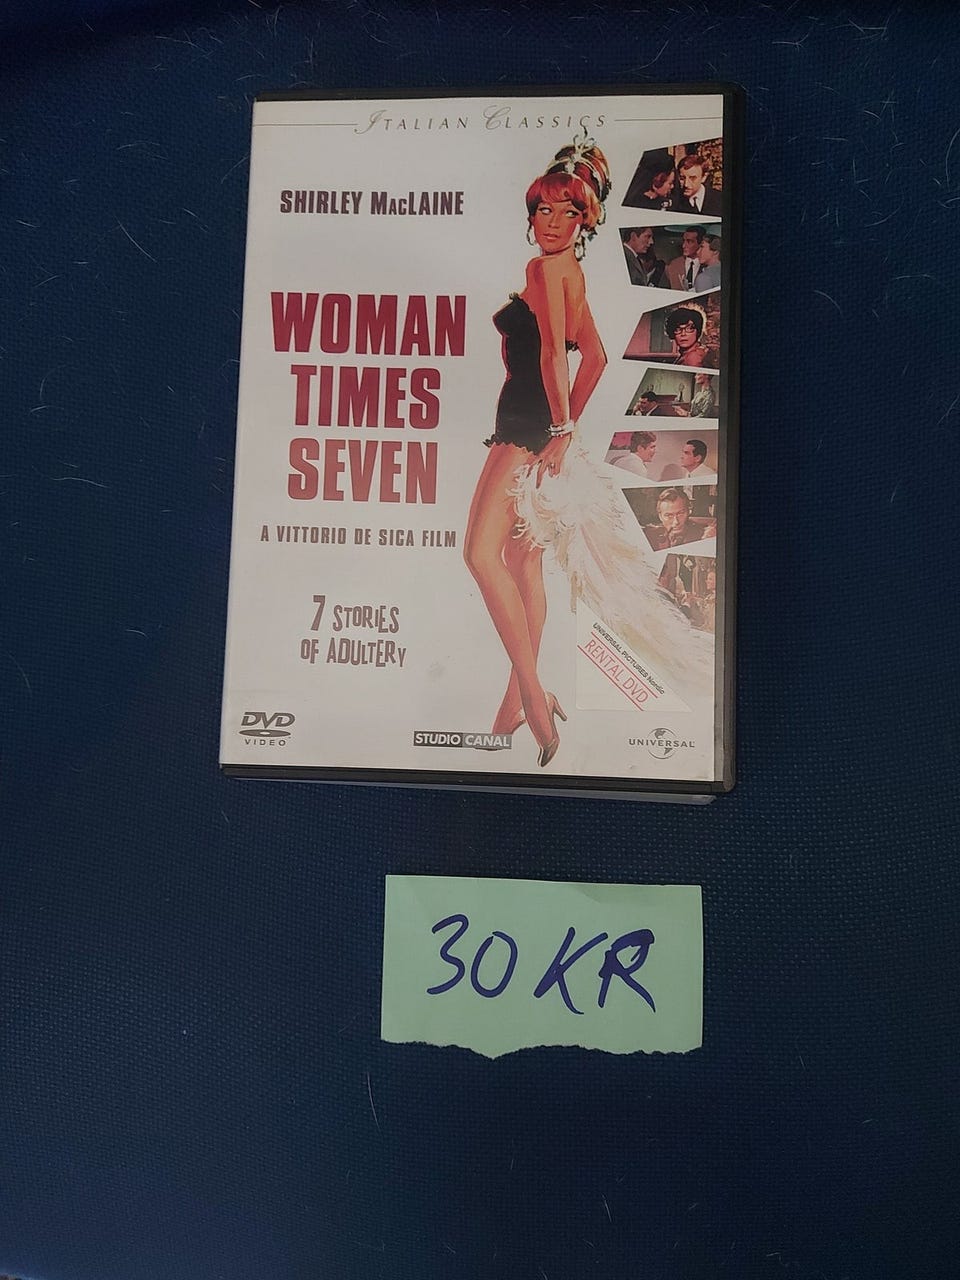 ITALIAN CLASSICS
SHIRLEY MACLAINE
WOMAN
TIMES
SEVEN
A VITTORIO DE SICA FILM
7 STORIES
OF ADULTERY
UNIVERSAL PICTURES Nordic
RENTAL DVD
DVD
VIDEO
STUDIO CANAL
UNIVERSAL
30 KR